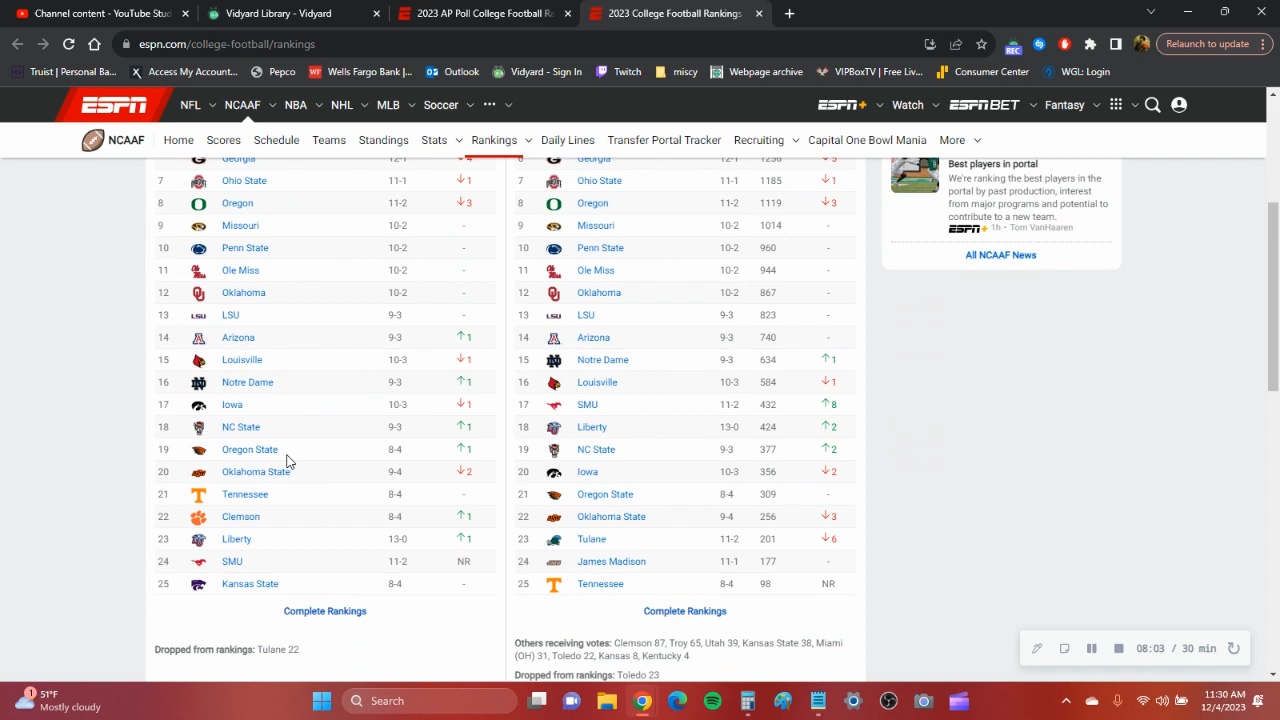 Channel content - YouTube Stud
Vidyard Library - Vidyard
2023 AP Poll College Football R
2023 College Football Rankings
espn.com/college-football/rankings
REC
Relaunch to update
Trust | Personal Ba...
Access My Account...
Pepco
Wells Fargo Bank |...
Outlook
Vidyard - Sign In
Twitch
miscy
Webpage archive
VIPBoxTV | Free Live...
Consumer Center
WGL: Login
ESPN NFL NCAAF NBA NHL MLB Soccer ESPN+ Watch ESPN BET Fantasy
NCAAF Home Scores Schedule Teams Standings Stats Rankings Daily Lines Transfer Portal Tracker Recruiting Capital One Bowl Mania More
Georgia 12-1 4
7 Ohio State 11-1 1
8 Oregon 11-2 3
9 Missouri 10-2 -
10 Penn State 10-2 -
11 Ole Miss 10-2 -
12 Oklahoma 10-2 -
13 LSU 9-3 -
14 Arizona 9-3 1
15 Louisville 10-3 1
16 Notre Dame 9-3 1
17 Iowa 10-3 1
18 NC State 9-3 1
19 Oregon State 8-4 1
20 Oklahoma State 9-4 2
21 Tennessee 8-4 -
22 Clemson 8-4 1
23 Liberty 13-0 1
24 SMU 11-2 NR
25 Kansas State 8-4 -
Complete Rankings
Dropped from rankings: Tulane 22
6 Georgia 12-1 1256 5
7 Ohio State 11-1 1185 1
8 Oregon 11-2 1119 3
9 Missouri 10-2 1014 -
10 Penn State 10-2 960 -
11 Ole Miss 10-2 944 -
12 Oklahoma 10-2 867 -
13 LSU 9-3 823 -
14 Arizona 9-3 740 -
15 Notre Dame 9-3 634 1
16 Louisville 10-3 584 1
17 SMU 11-2 432 8
18 Liberty 13-0 424 2
19 NC State 9-3 377 2
20 Iowa 10-3 356 2
21 Oregon State 8-4 309 -
22 Oklahoma State 9-4 256 3
23 Tulane 11-2 201 6
24 James Madison 11-1 177 -
25 Tennessee 8-4 98 NR
Complete Rankings
Others receiving votes: Clemson 87, Troy 65, Utah 39, Kansas State 38, Miami
(OH) 31, Toledo 22, Kansas 8, Kentucky 4
Dropped from rankings: Toledo 23
Best players in portal
We're ranking the best players in the
portal by past production, interest
from major programs and potential to
contribute to a new team.
ESPN+ 1h • Tom VanHaaren
All NCAAF News
08:03 / 30 min
51°F
Mostly cloudy
Search
11:30 AM
12/4/2023